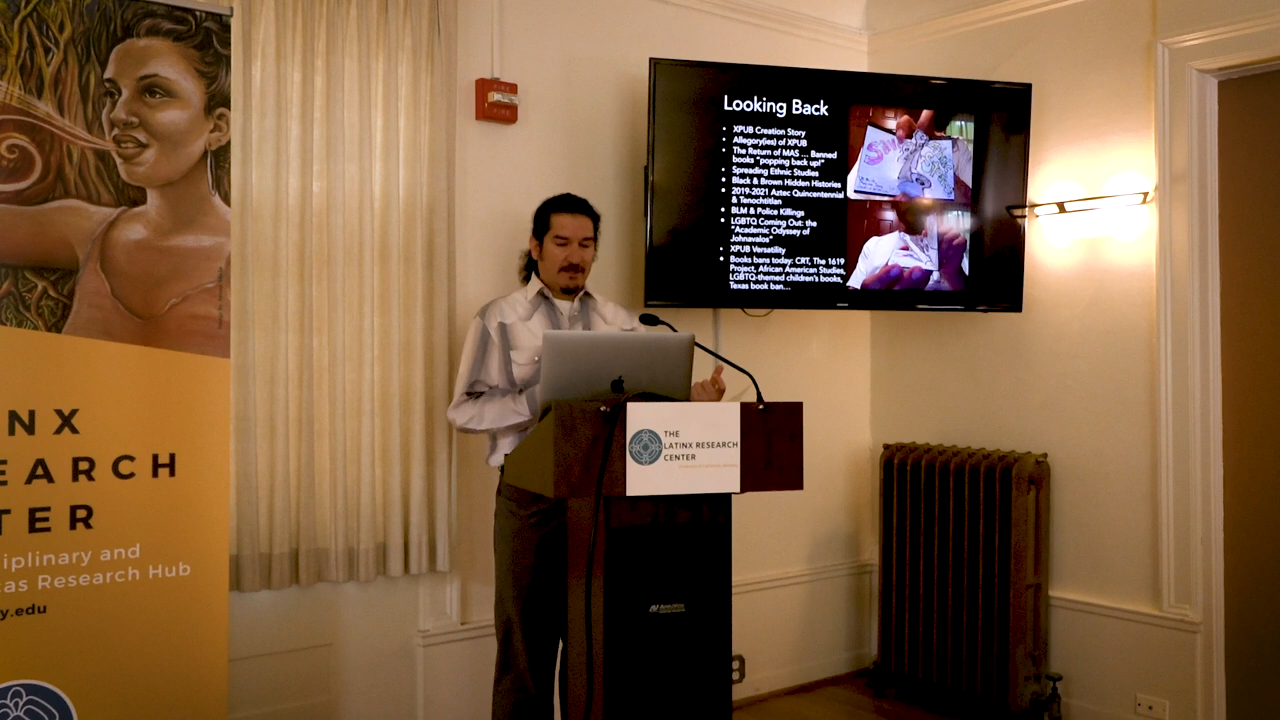 NX
EARCH
TER
iplinary and
as Research Hub
y.edu
FIRE
Looking Back
• XPUB Creation Story
• Allegory(ies) of XPUB
• The Return of MAS ... Banned
books "popping back up!"
• Spreading Ethnic Studies
• Black & Brown Hidden Histories
• 2019-2021 Aztec Quincentennial
& Tenochtitlan
• BLM & Police Killings
• LGBTQ Coming Out: the
"Academic Odyssey of
Johnavalos"
• XPUB Versatility
• Books bans today: CRT, The 1619
Project, African American Studies,
LGBTQ-themed children's books,
Texas book ban...
THE
LATINX RESEARCH
CENTER